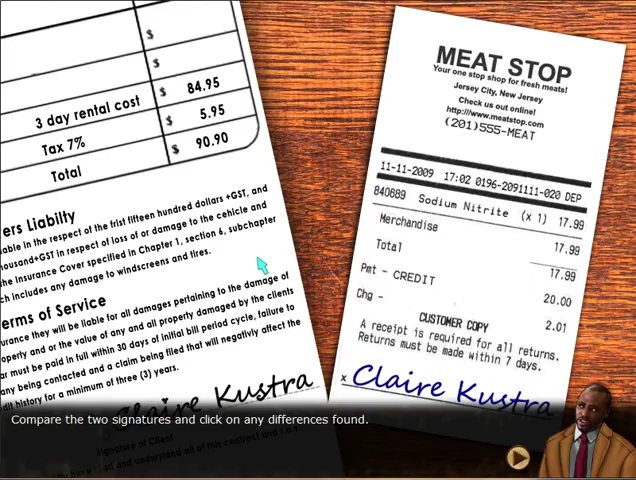 $
$
3 day rental cost $ 84.95
Tax 7% $ 5.95
Total $ 90.90
ers Liabilty
able in the respect of the frist fifteen hundred dollars +GST, and
housand+GST in respect of loss of or damage to the cehicle and
he Insurance Cover specified in Chapter 1, section 6, subchapter
ch includes any damage to windscreens and tires.
erms of Service
urance they will be liable for all damages pertaining to the damage of
operty and or the value of any and all property damaged by the clients
ar must be paid in full within 30 days of initial bill period cycle, failure to
any being contacted and a claim being filed that will negativly affect the
dit history for a minimum of three (3) years.
Claire Kustra
Signature of Client
and understand all of this contract and
MEAT STOP
Your one stop shop for fresh meats!
Jersey City, New Jersey
Check us out online!
http://www.meatstop.com
(201)555-MEAT
11-11-2009 17:02 0196-2091111-020 DEP
840689 Sodium Nitrite (x 1) 17.99
Merchandise 17.99
Total 17.99
Pmt - CREDIT 20.00
Chg - 2.01
CUSTOMER COPY
A receipt is required for all returns.
Returns must be made within 7 days.
x Claire Kustra
Compare the two signatures and click on any differences found.